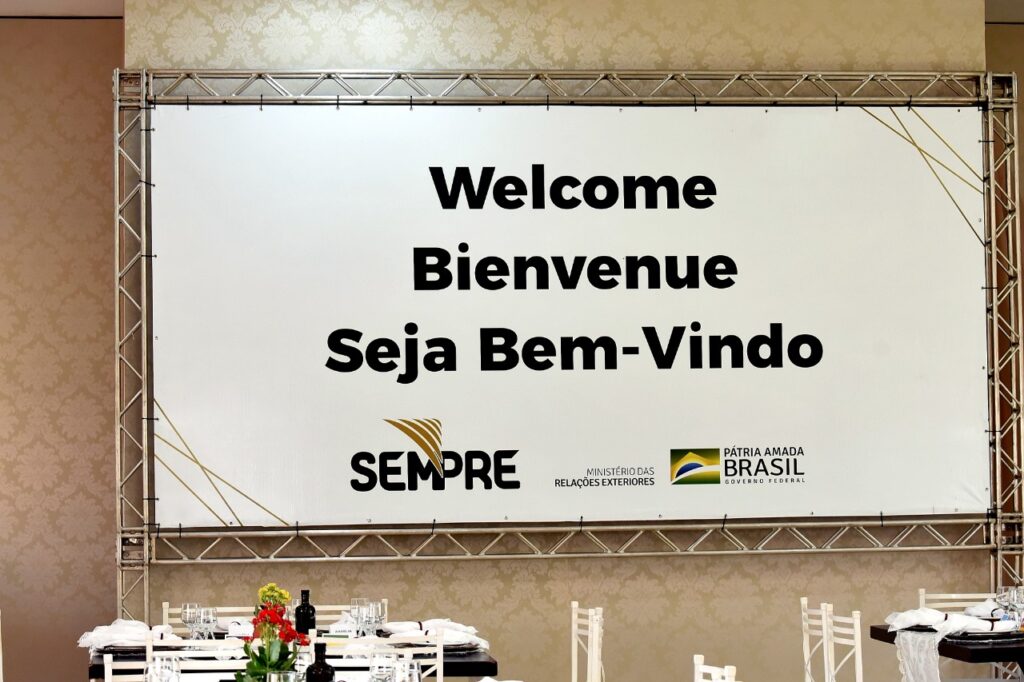 Welcome
Bienvenue
Seja Bem-Vindo
SEMPRE
MINISTÉRIO DAS
RELAÇÕES EXTERIORES
PÁTRIA AMADA
BRASIL
GOVERNO FEDERAL